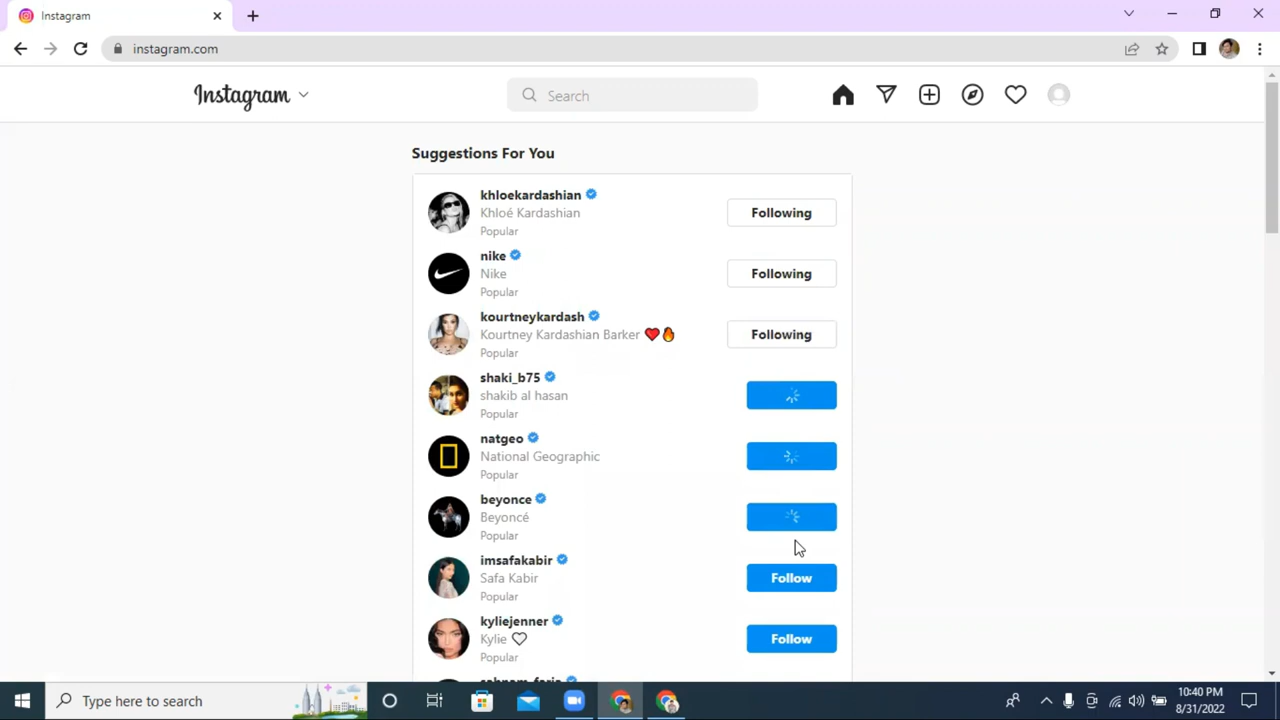 Instagram
instagram.com
Instagram
Search
Suggestions For You
khloekardashian
Khloé Kardashian
Popular
Following
nike
Nike
Popular
Following
kourtneykardash
Kourtney Kardashian Barker ❤️🔥
Popular
Following
shaki_b75
shakib al hasan
Popular
natgeo
National Geographic
Popular
beyonce
Beyoncé
Popular
imsafakabir
Safa Kabir
Popular
Follow
kyliejenner
Kylie 🤍
Popular
Follow
Type here to search
10:40 PM
8/31/2022